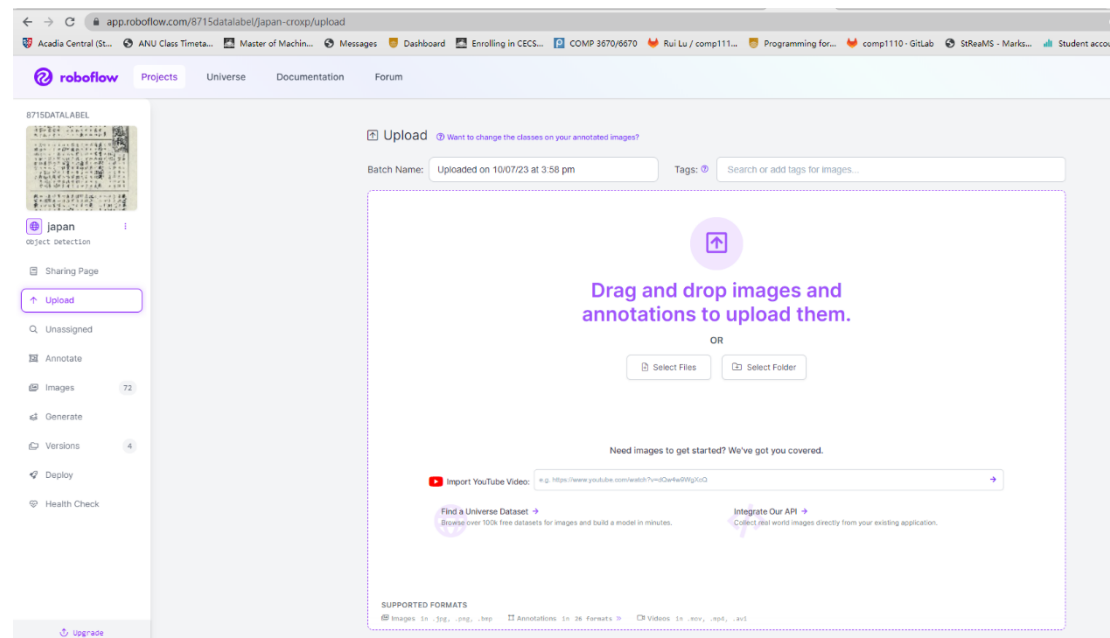 app.roboflow.com/8715datalabel/japan-croxp/upload
Acadia Central (St... ANU Class Timeta... Master of Machin... Messages Dashboard Enrolling in CECS... COMP 3670/6670 Rui Lu / comp111... Programming for... comp1110 · GitLab StReaMS - Marks... Student accou
roboflow Projects Universe Documentation Forum
8715DATALABEL
japan
Object Detection
Sharing Page
Upload
Unassigned
Annotate
Images 72
Generate
Versions 4
Deploy
Health Check
Upgrade
Upload Want to change the classes on your annotated images?
Batch Name: Uploaded on 10/07/23 at 3:58 pm Tags: Search or add tags for images...
Drag and drop images and
annotations to upload them.
OR
Select Files Select Folder
Need images to get started? We've got you covered.
Import YouTube Video: e.g. https://www.youtube.com/watch?v=dQw4w9WgXcQ
Find a Universe Dataset → Integrate Our API →
Browse over 100k free datasets for images and build a model in minutes. Collect real world images directly from your existing application.
SUPPORTED FORMATS
Images in .jpg, .png, .bmp Annotations in 26 formats » Videos in .mov, .mp4, .avi